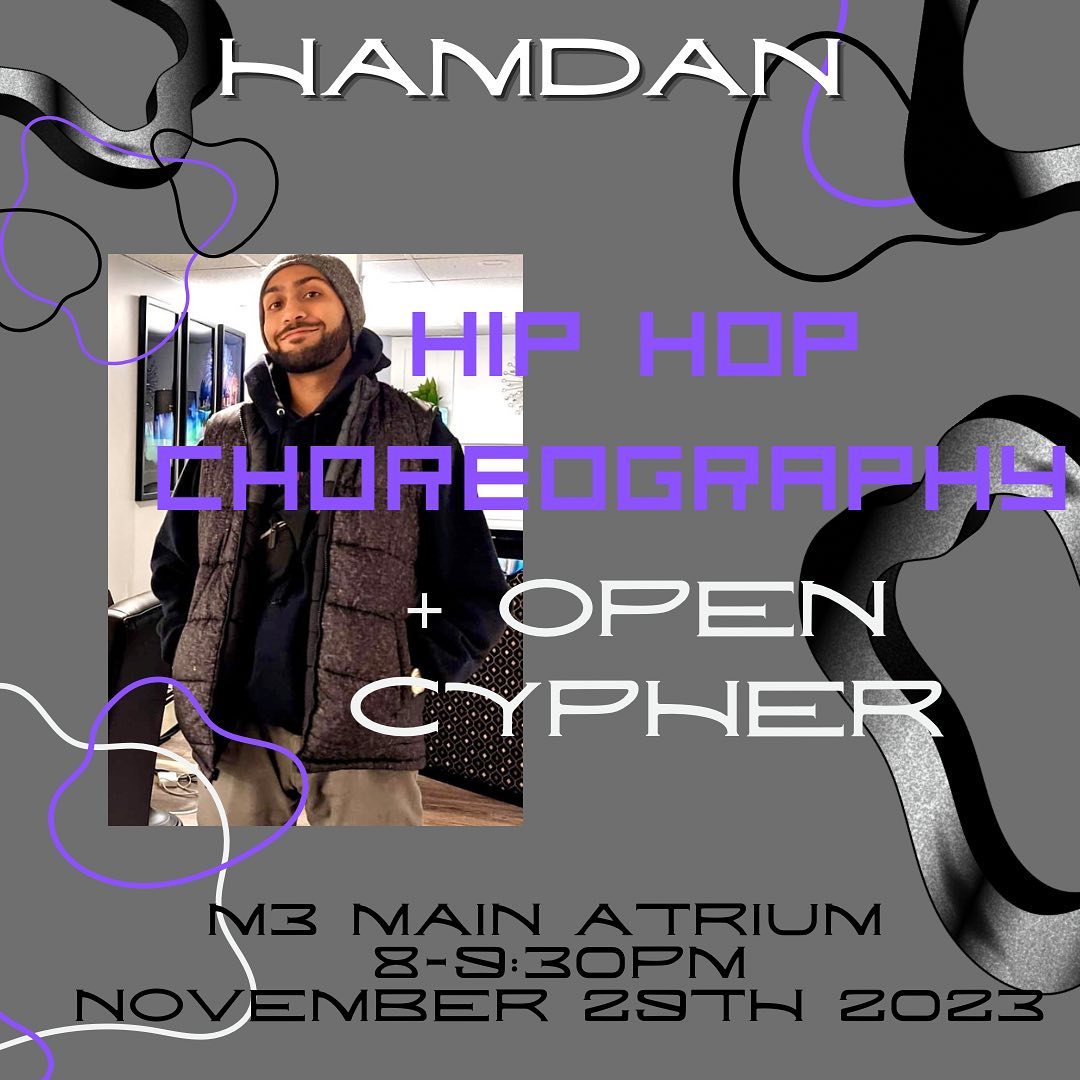 HAMDAN
HIP HOP
CHOREOGRAPHY
+ OPEN
CYPHER
M3 MAIN ATRIUM
8-9:30PM
NOVEMBER 29TH 2023